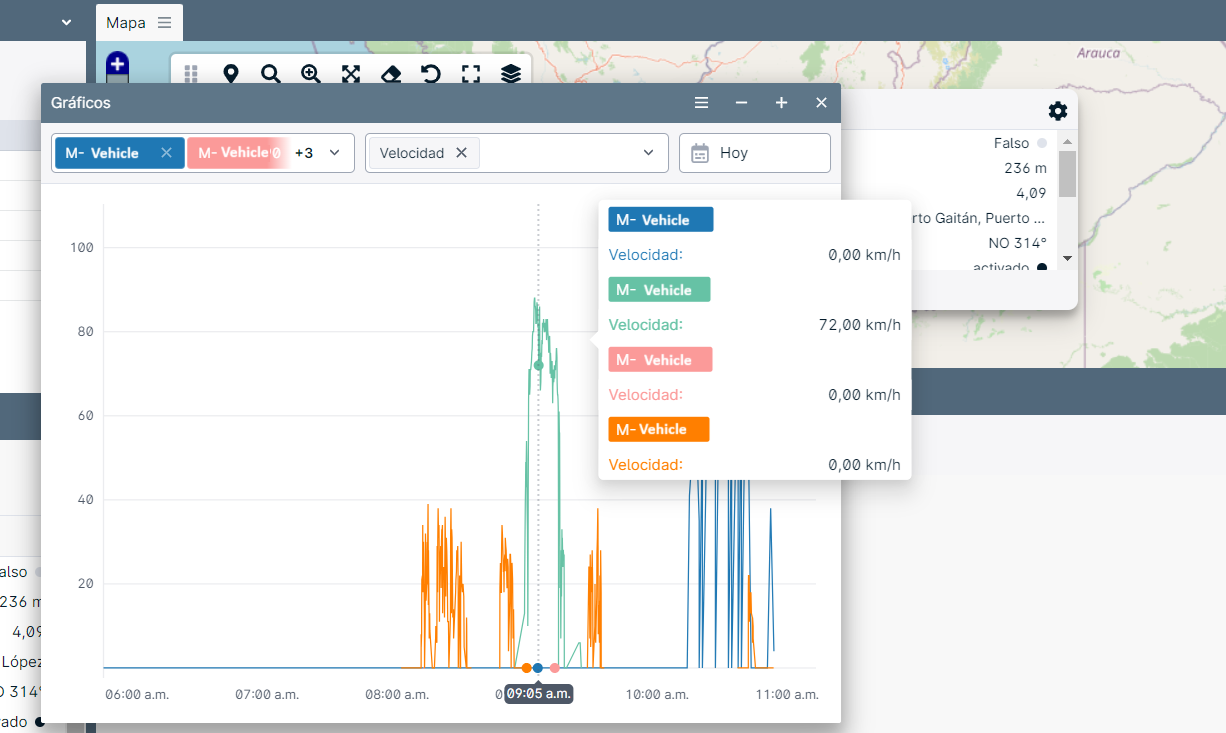 Mapa
Arauca
Gráficos
M- Vehicle
M- Vehicle
+3
Velocidad
Hoy
Falso
236 m
4,09
rto Gaitán, Puerto ...
NO 314°
activado
M- Vehicle
Velocidad: 0,00 km/h
M- Vehicle
Velocidad: 72,00 km/h
M- Vehicle
Velocidad: 0,00 km/h
M- Vehicle
Velocidad: 0,00 km/h
100
80
60
40
20
06:00 a.m.
07:00 a.m.
08:00 a.m.
09:05 a.m.
10:00 a.m.
11:00 a.m.
also
236 m
4,09
López
O 314°
vado